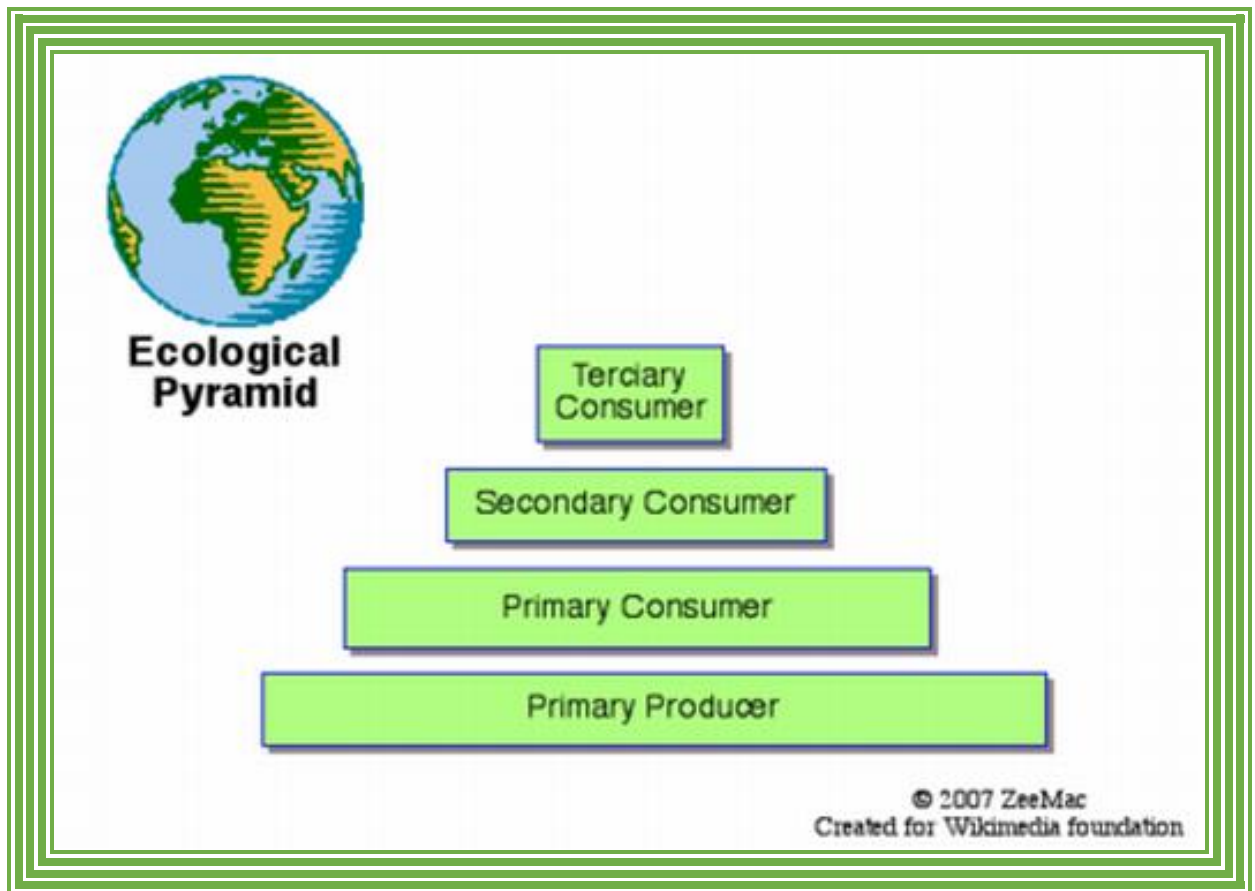 Ecological
Pyramid
Terciary
Consumer
Secondary Consumer
Primary Consumer
Primary Producer
© 2007 ZeeMac
Created for Wikimedia foundation